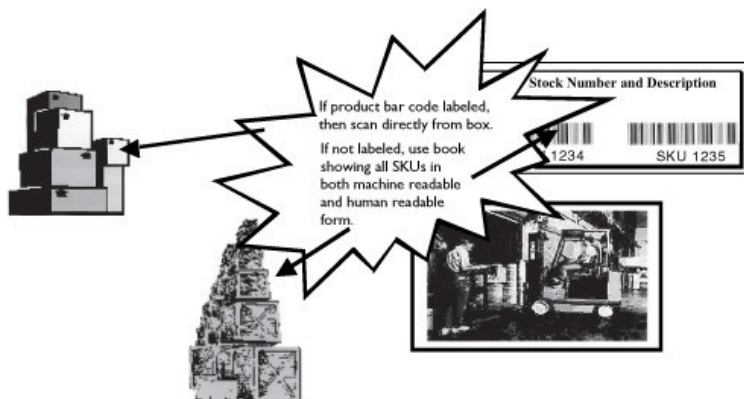 Stock Number and Description
If product bar code labeled,
then scan directly from box.
If not labeled, use book
showing all SKUs in
both machine readable
and human readable
form.
1234
SKU 1235